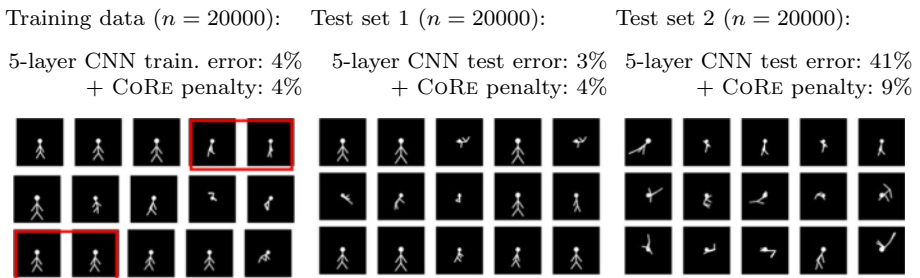 Training data (n = 20000): Test set 1 (n = 20000): Test set 2 (n = 20000):
5-layer CNN train. error: 4% 5-layer CNN test error: 3% 5-layer CNN test error: 41%
+ CoRe penalty: 4% + CoRe penalty: 4% + CoRe penalty: 9%